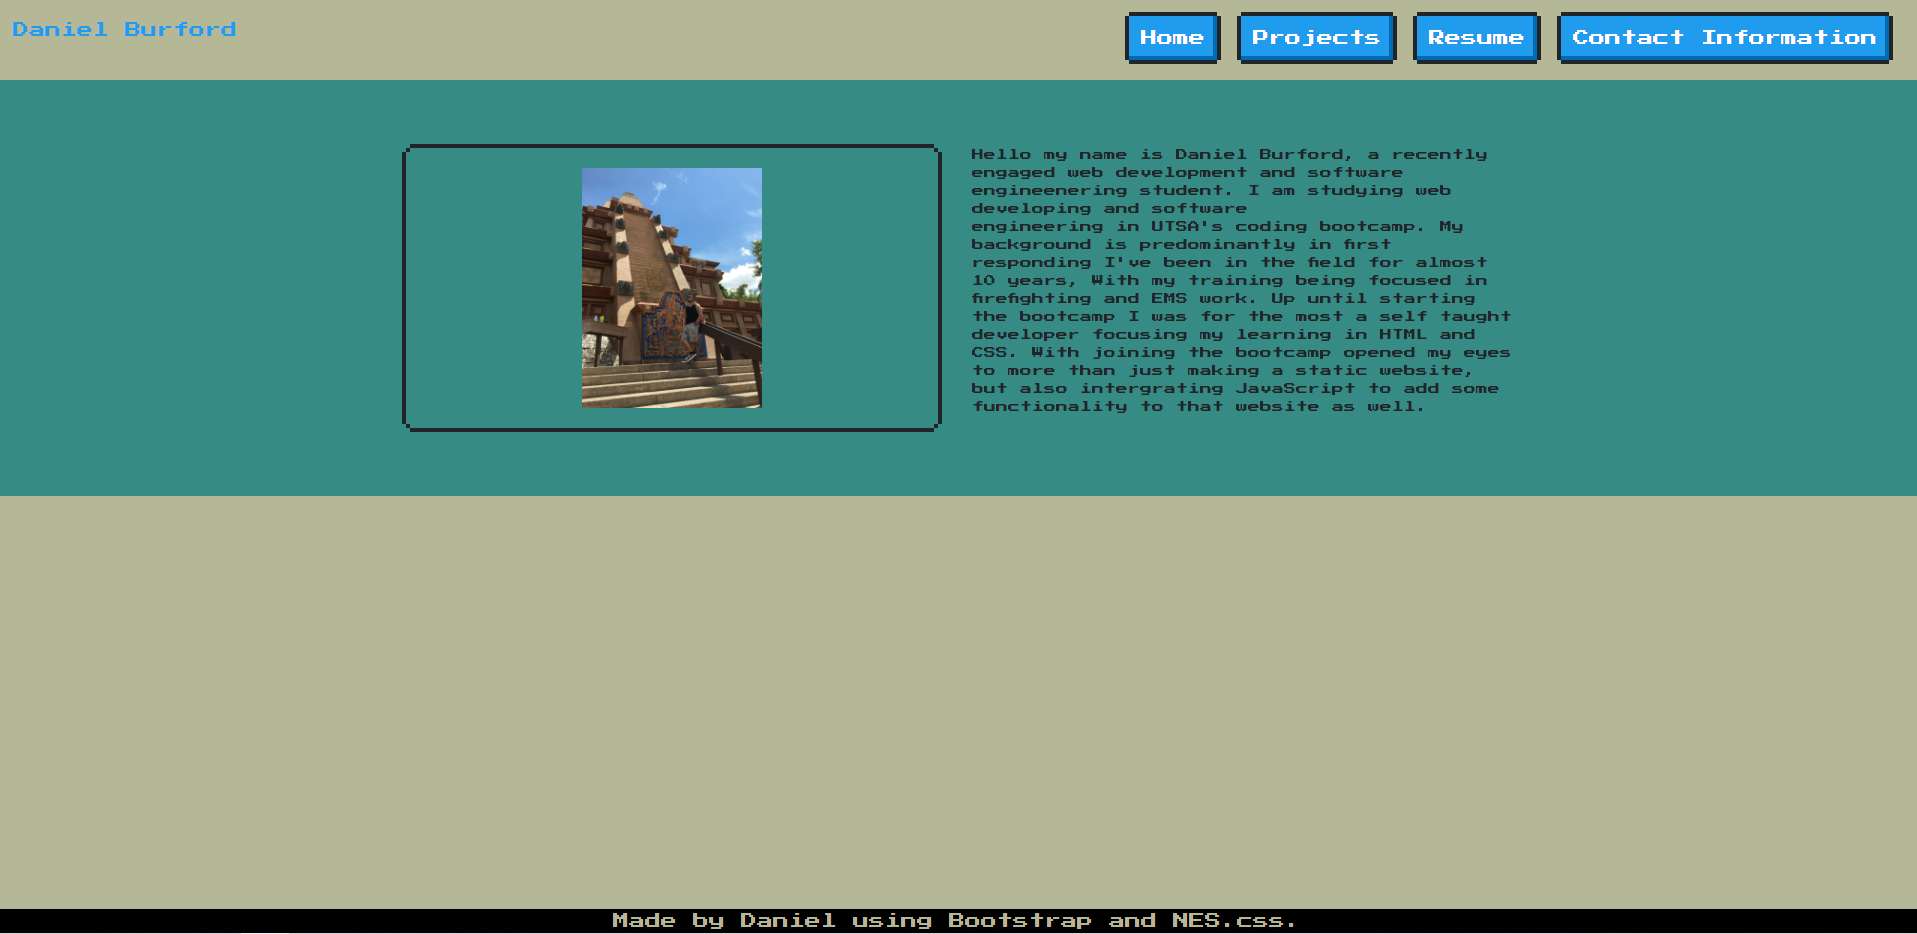 Daniel Burford
Home
Projects
Resume
Contact Information
Hello my name is Daniel Burford, a recently
engaged web development and software
engineenering student. I am studying web
developing and software
engineering in UTSA's coding bootcamp. My
background is predominantly in first
responding I've been in the field for almost
10 years, With my training being focused in
firefighting and EMS work. Up until starting
the bootcamp I was for the most a self taught
developer focusing my learning in HTML and
CSS. With joining the bootcamp opened my eyes
to more than just making a static website,
but also intergrating JavaScript to add some
functionality to that website as well.
Made by Daniel using Bootstrap and NES.css.